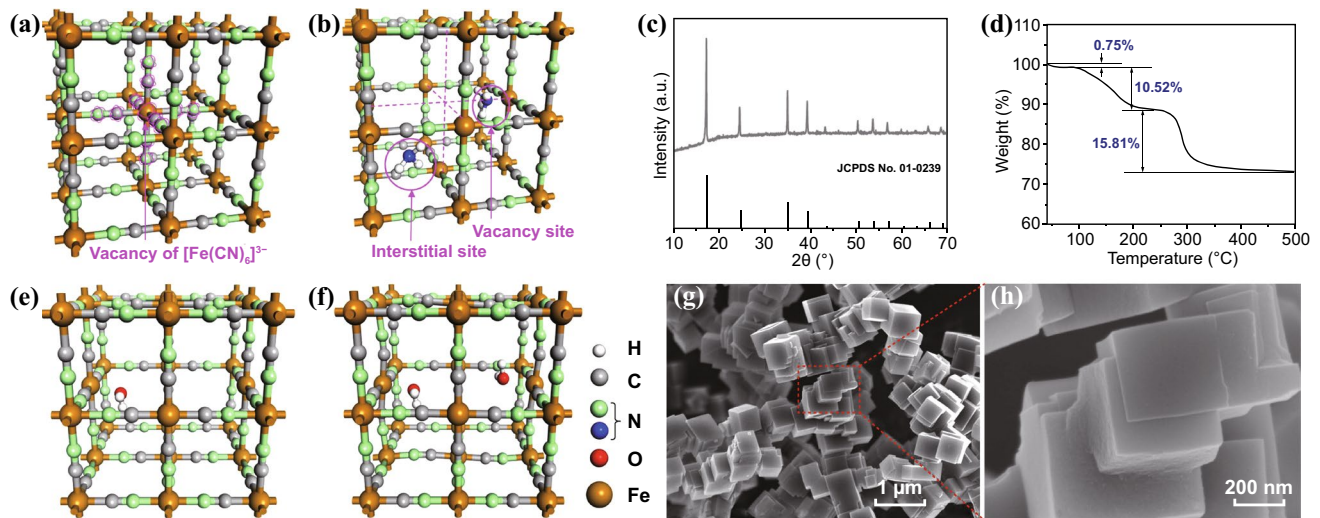 (a)
Vacancy of [Fe(CN)₆]³⁻
(b)
Interstitial site
Vacancy site
(c)
Intensity (a.u.)
JCPDS No. 01-0239
10 20 30 40 50 60 70
2θ (°)
(d)
Weight (%)
110
100
90
80
70
60
0.75%
10.52%
15.81%
100 200 300 400 500
Temperature (°C)
(e)
(f)
H
C
N
O
Fe
(g)
1 μm
(h)
200 nm